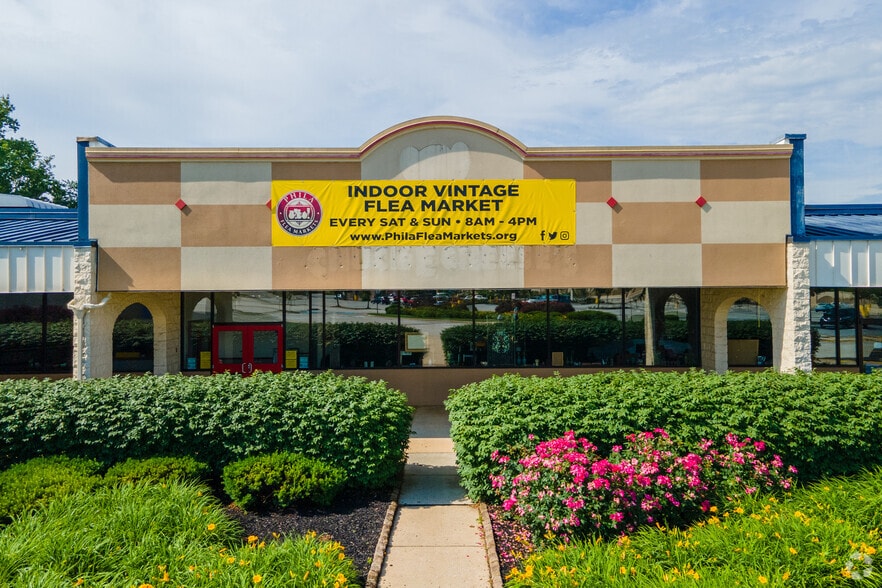 PHILA
FLEA MARKETS
INDOOR VINTAGE
FLEA MARKET
EVERY SAT & SUN • 8AM - 4PM
www.PhilaFleaMarkets.org